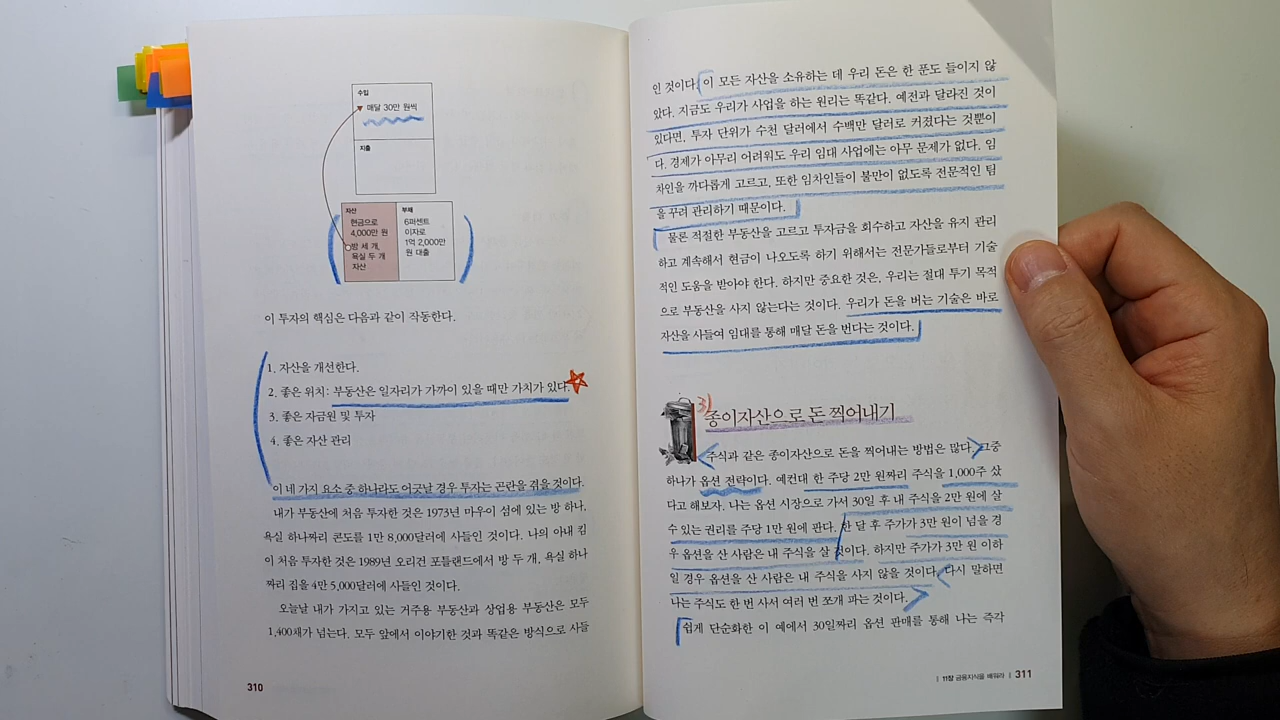 수입
매달 30만 원씩
지출
자산
현금으로
4,000만 원
방 세 개,
욕실 두 개
자산
부채
6퍼센트
이자로
1억 2,000만
원 대출
이 투자의 핵심은 다음과 같이 작동한다.
1. 자산을 개선한다.
2. 좋은 위치: 부동산은 일자리가 가까이 있을 때만 가치가 있다.
3. 좋은 자금원 및 투자
4. 좋은 자산 관리
이 네 가지 요소 중 하나라도 어긋날 경우 투자는 곤란을 겪을 것이다.
내가 부동산에 처음 투자한 것은 1973년 마우이 섬에 있는 방 하나,
욕실 하나짜리 콘도를 1만 8,000달러에 사들인 것이다. 나의 아내 킴
이 처음 투자한 것은 1989년 오리건 포틀랜드에서 방 두 개, 욕실 하나
짜리 집을 4만 5,000달러에 사들인 것이다.
오늘날 내가 가지고 있는 거주용 부동산과 상업용 부동산은 모두
1,400채가 넘는다. 모두 앞에서 이야기한 것과 똑같은 방식으로 사들
310
인 것이다. 이 모든 자산을 소유하는 데 우리 돈은 한 푼도 들이지 않
았다. 지금도 우리가 사업을 하는 원리는 똑같다. 예전과 달라진 것이
있다면, 투자 단위가 수천 달러에서 수백만 달러로 커졌다는 것뿐이
다. 경제가 아무리 어려워도 우리 임대 사업에는 아무 문제가 없다. 임
차인을 까다롭게 고르고, 또한 임차인들이 불만이 없도록 전문적인 팀
을 꾸려 관리하기 때문이다.
물론 적절한 부동산을 고르고 투자금을 회수하고 자산을 유지 관리
하고 계속해서 현금이 나오도록 하기 위해서는 전문가들로부터 기술
적인 도움을 받아야 한다. 하지만 중요한 것은, 우리는 절대 투기 목적
으로 부동산을 사지 않는다는 것이다. 우리가 돈을 버는 기술은 바로
자산을 사들여 임대를 통해 매달 돈을 번다는 것이다.
3)
종이자산으로 돈 찍어내기
주식과 같은 종이자산으로 돈을 찍어내는 방법은 많다. 그중
하나가 옵션 전략이다. 예컨대 한 주당 2만 원짜리 주식을 1,000주 샀
다고 해보자. 나는 옵션 시장으로 가서 30일 후 내 주식을 2만 원에 살
수 있는 권리를 주당 1만 원에 판다. 한 달 후 주가가 3만 원이 넘을 경
우 옵션을 산 사람은 내 주식을 살 것이다. 하지만 주가가 3만 원 이하
일 경우 옵션을 산 사람은 내 주식을 사지 않을 것이다. 다시 말하면
나는 주식도 한 번 사서 여러 번 쪼개 파는 것이다.
쉽게 단순화한 이 예에서 30일짜리 옵션 판매를 통해 나는 즉각
11장 금융지식을 배워라 311